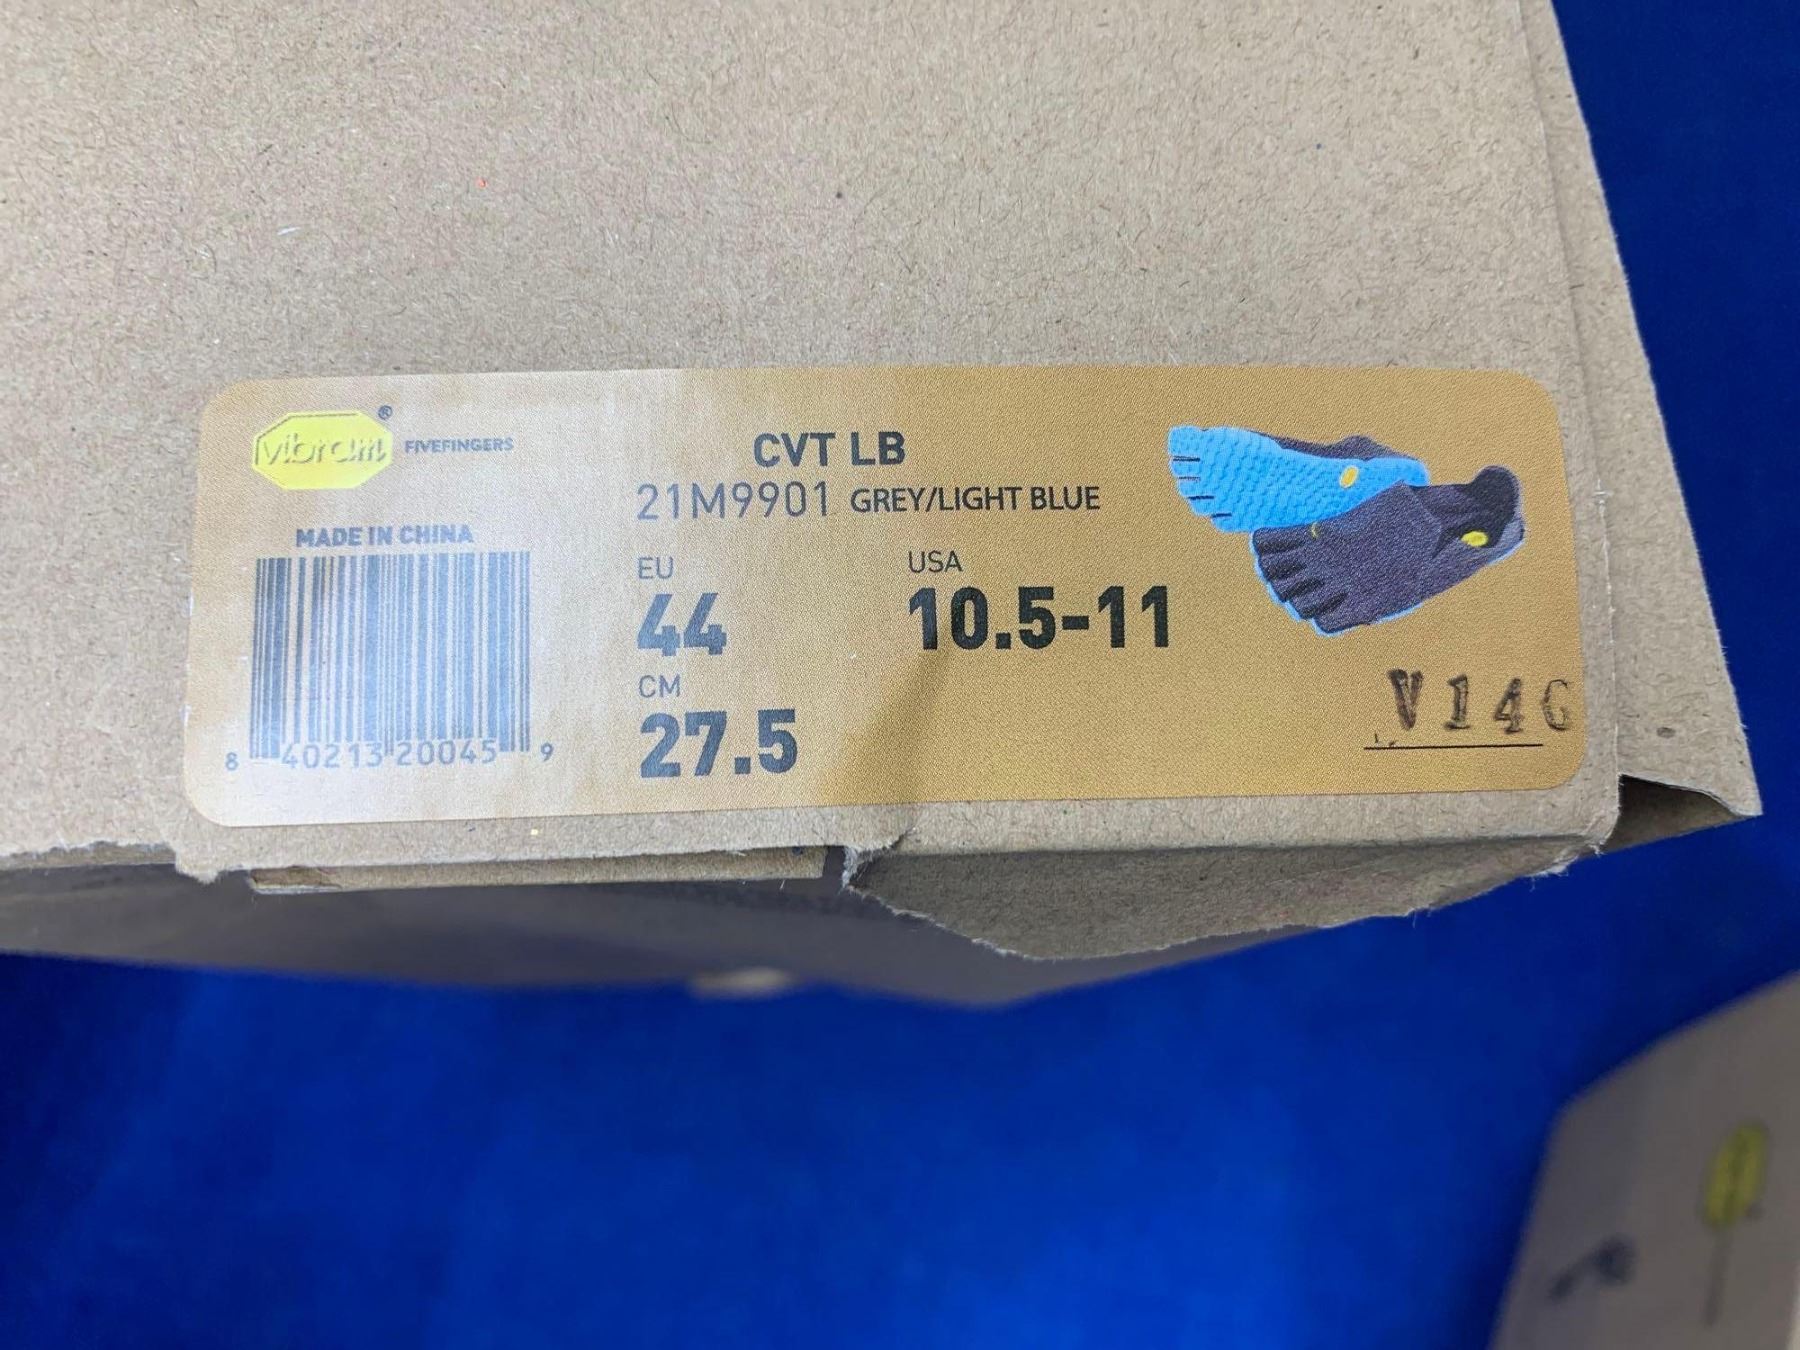 vibram® FIVEFINGERS
MADE IN CHINA
8 40213 20045 9
CVT LB
21M9901 GREY/LIGHT BLUE
EU
44
USA
10.5-11
CM
27.5
V14C